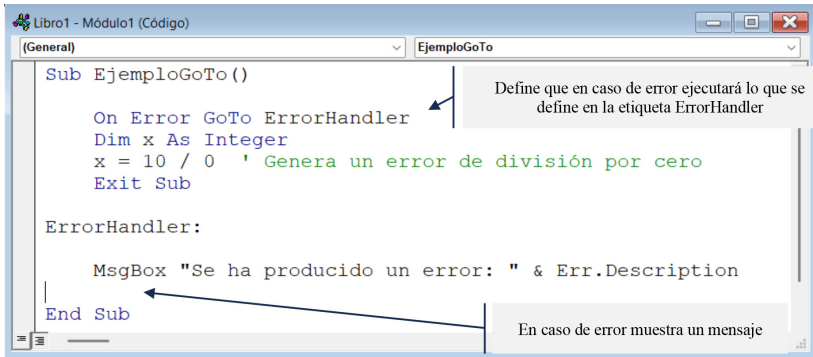 Libro1 - Módulo1 (Código)
(General)
EjemploGoTo
Sub EjemploGoTo()
Define que en caso de error ejecutará lo que se
define en la etiqueta ErrorHandler
On Error GoTo ErrorHandler
Dim x As Integer
x = 10 / 0 ' Genera un error de división por cero
Exit Sub
ErrorHandler:
MsgBox "Se ha producido un error: " & Err.Description
End Sub
En caso de error muestra un mensaje